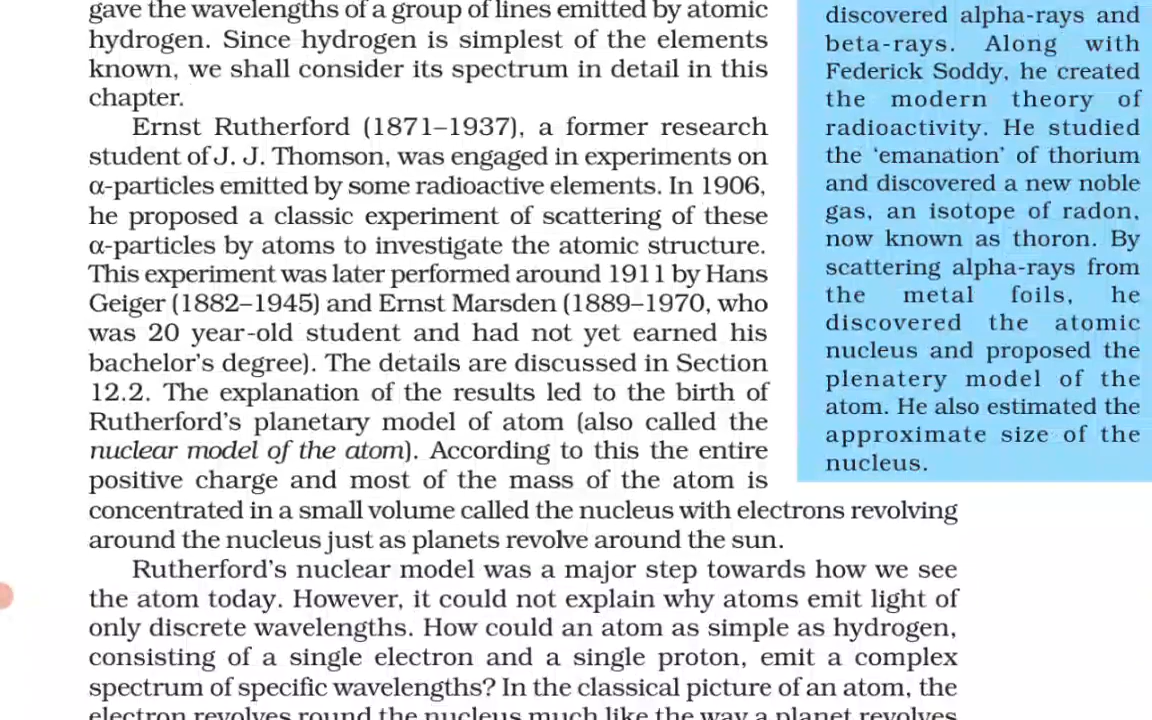 gave the wavelengths of a group of lines emitted by atomic
hydrogen. Since hydrogen is simplest of the elements
known, we shall consider its spectrum in detail in this
chapter.
Ernst Rutherford (1871–1937), a former research
student of J. J. Thomson, was engaged in experiments on
α-particles emitted by some radioactive elements. In 1906,
he proposed a classic experiment of scattering of these
α-particles by atoms to investigate the atomic structure.
This experiment was later performed around 1911 by Hans
Geiger (1882–1945) and Ernst Marsden (1889–1970, who
was 20 year-old student and had not yet earned his
bachelor’s degree). The details are discussed in Section
12.2. The explanation of the results led to the birth of
Rutherford’s planetary model of atom (also called the
nuclear model of the atom). According to this the entire
positive charge and most of the mass of the atom is
concentrated in a small volume called the nucleus with electrons revolving
around the nucleus just as planets revolve around the sun.
Rutherford’s nuclear model was a major step towards how we see
the atom today. However, it could not explain why atoms emit light of
only discrete wavelengths. How could an atom as simple as hydrogen,
consisting of a single electron and a single proton, emit a complex
spectrum of specific wavelengths? In the classical picture of an atom, the
electron revolves round the nucleus much like the way a planet revolves
discovered alpha-rays and
beta-rays. Along with
Federick Soddy, he created
the modern theory of
radioactivity. He studied
the ‘emanation’ of thorium
and discovered a new noble
gas, an isotope of radon,
now known as thoron. By
scattering alpha-rays from
the metal foils, he
discovered the atomic
nucleus and proposed the
plenatery model of the
atom. He also estimated the
approximate size of the
nucleus.